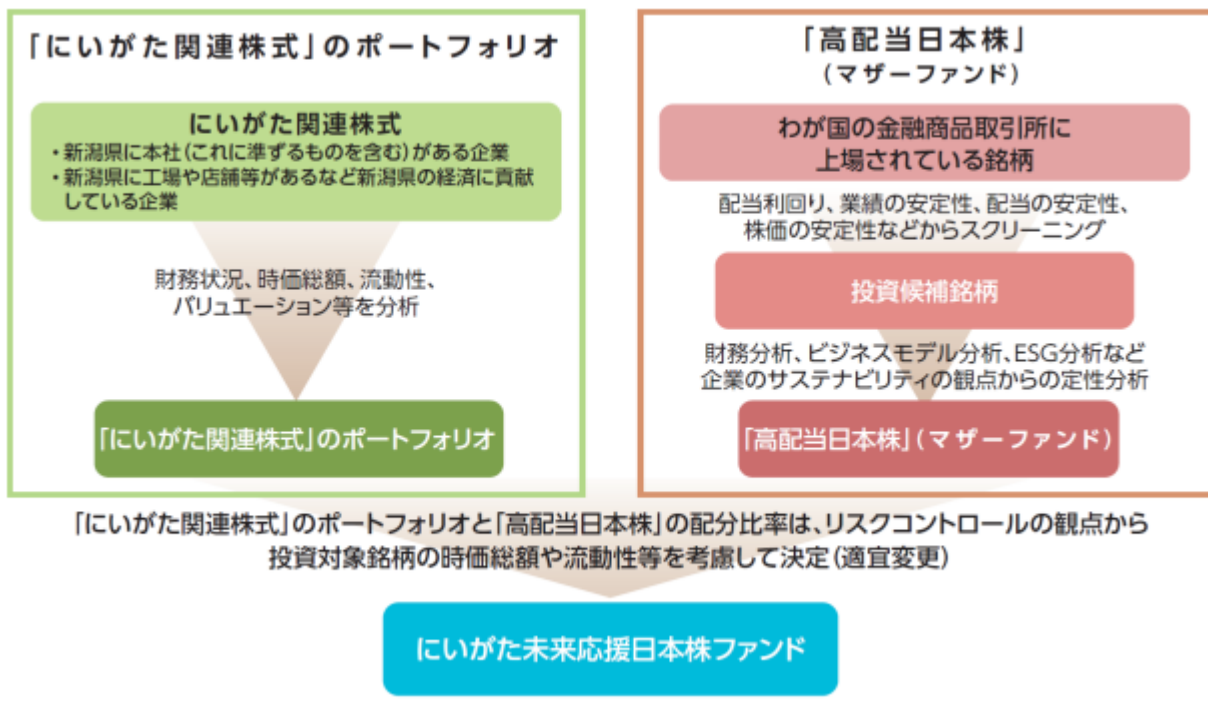 「にいがた関連株式」のポートフォリオ
にいがた関連株式
・新潟県に本社(これに準ずるものを含む)がある企業
・新潟県に工場や店舗等があるなど新潟県の経済に貢献
している企業
財務状況、時価総額、流動性、
バリュエーション等を分析
「にいがた関連株式」のポートフォリオ
「高配当日本株」
(マザーファンド)
わが国の金融商品取引所に
上場されている銘柄
配当利回り、業績の安定性、配当の安定性、
株価の安定性などからスクリーニング
投資候補銘柄
財務分析、ビジネスモデル分析、ESG分析など
企業のサステナビリティの観点からの定性分析
「高配当日本株」(マザーファンド)
「にいがた関連株式」のポートフォリオと「高配当日本株」の配分比率は、リスクコントロールの観点から
投資対象銘柄の時価総額や流動性等を考慮して決定(適宜変更)
にいがた未来応援日本株ファンド